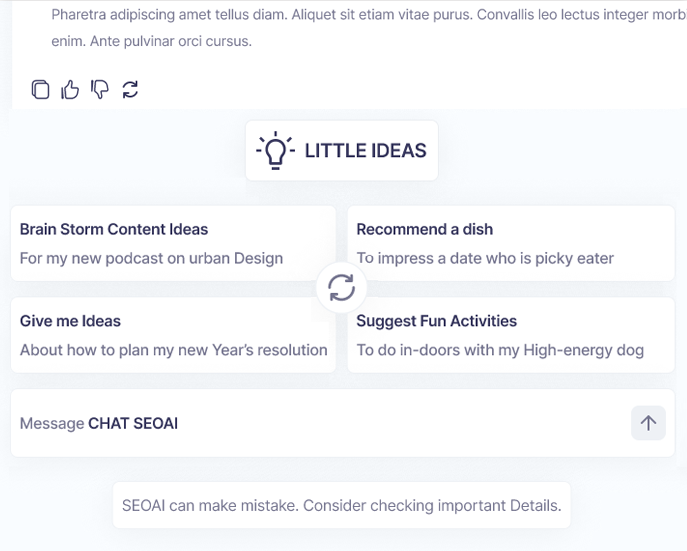 Pharetra adipiscing amet tellus diam. Aliquet sit etiam vitae purus. Convallis leo lectus integer morb
enim. Ante pulvinar orci cursus.
LITTLE IDEAS
Brain Storm Content Ideas
For my new podcast on urban Design
Recommend a dish
To impress a date who is picky eater
Give me Ideas
About how to plan my new Year's resolution
Suggest Fun Activities
To do in-doors with my High-energy dog
Message CHAT SEOAI
SEOAI can make mistake. Consider checking important Details.